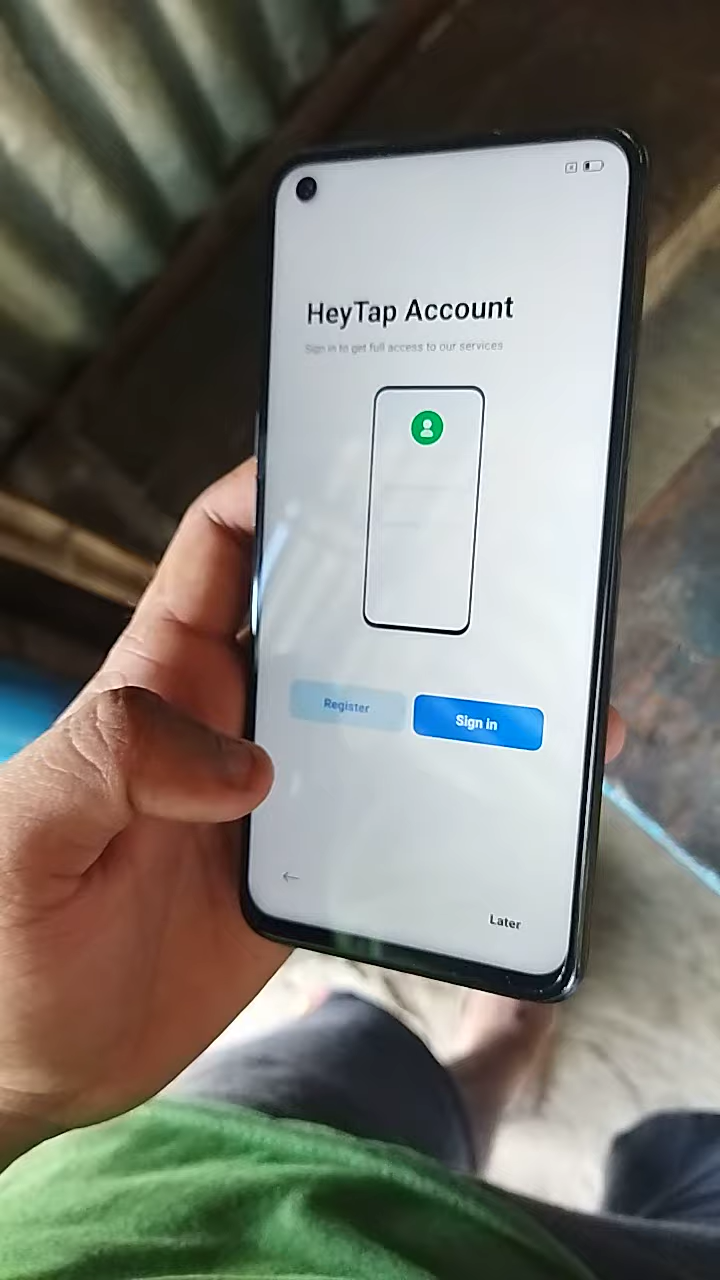 HeyTap Account
Sign in to get full access to our services
Register
Sign in
Later